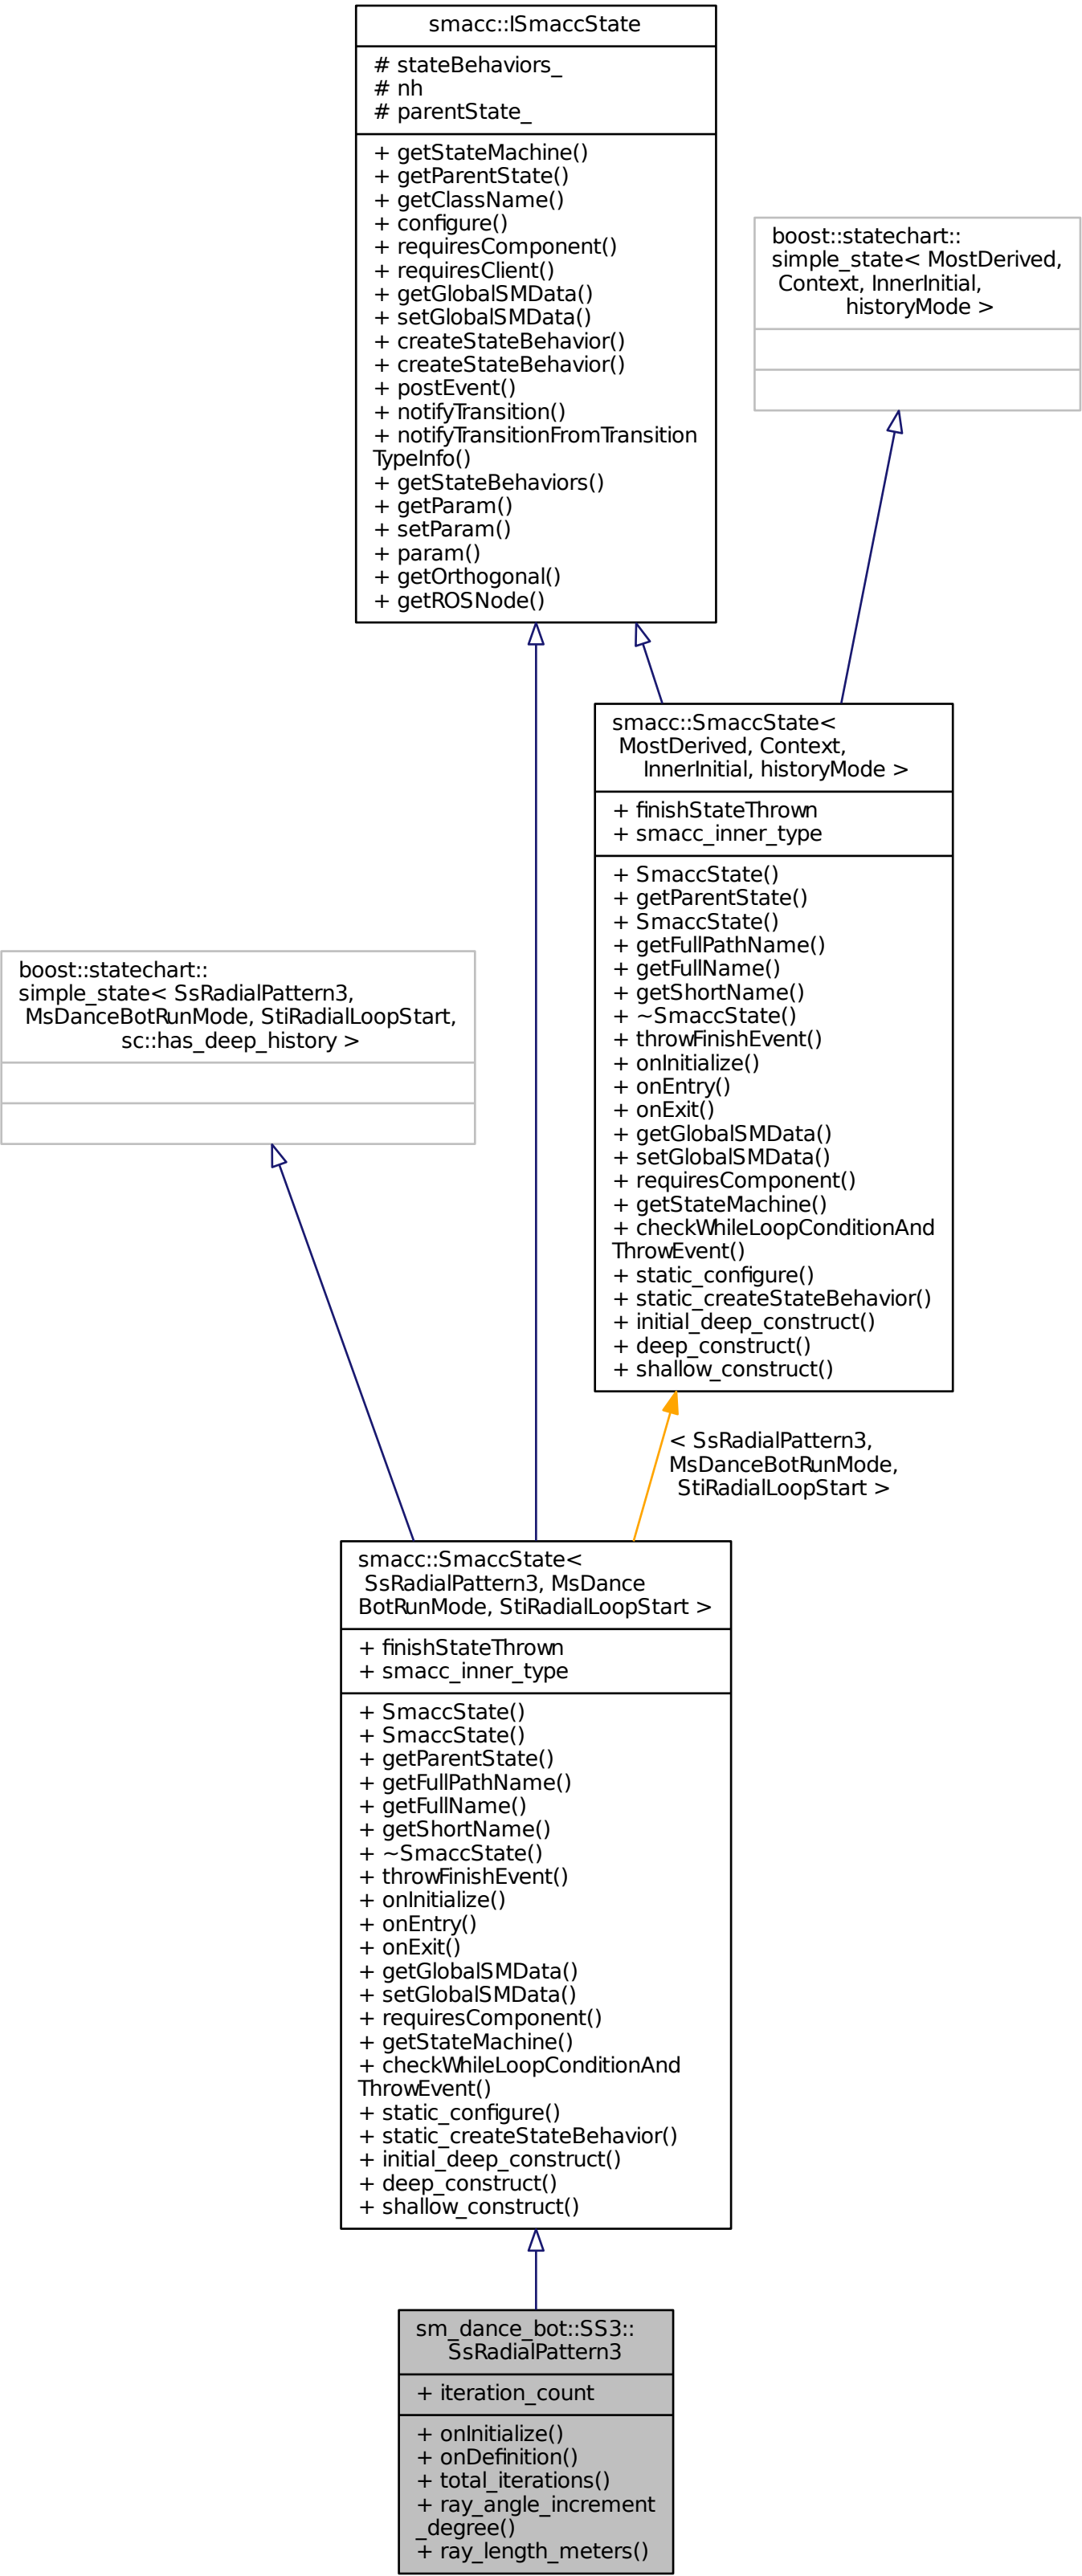 smacc::ISmaccState
# stateBehaviors_
# nh
# parentState_
+ getStateMachine()
+ getParentState()
+ getClassName()
+ configure()
+ requiresComponent()
+ requiresClient()
+ getGlobalSMData()
+ setGlobalSMData()
+ createStateBehavior()
+ createStateBehavior()
+ postEvent()
+ notifyTransition()
+ notifyTransitionFromTransition
TypeInfo()
+ getStateBehaviors()
+ getParam()
+ setParam()
+ param()
+ getOrthogonal()
+ getROSNode()
boost::statechart::
simple_state< MostDerived,
Context, InnerInitial,
historyMode >
smacc::SmaccState<
MostDerived, Context,
InnerInitial, historyMode >
+ finishStateThrown
+ smacc_inner_type
+ SmaccState()
+ getParentState()
+ SmaccState()
+ getFullPathName()
+ getFullName()
+ getShortName()
+ ~SmaccState()
+ throwFinishEvent()
+ onInitialize()
+ onEntry()
+ onExit()
+ getGlobalSMData()
+ setGlobalSMData()
+ requiresComponent()
+ getStateMachine()
+ checkWhileLoopConditionAnd
ThrowEvent()
+ static_configure()
+ static_createStateBehavior()
+ initial_deep_construct()
+ deep_construct()
+ shallow_construct()
boost::statechart::
simple_state< SsRadialPattern3,
MsDanceBotRunMode, StiRadialLoopStart,
sc::has_deep_history >
< SsRadialPattern3,
MsDanceBotRunMode,
StiRadialLoopStart >
smacc::SmaccState<
SsRadialPattern3, MsDance
BotRunMode, StiRadialLoopStart >
+ finishStateThrown
+ smacc_inner_type
+ SmaccState()
+ SmaccState()
+ getParentState()
+ getFullPathName()
+ getFullName()
+ getShortName()
+ ~SmaccState()
+ throwFinishEvent()
+ onInitialize()
+ onEntry()
+ onExit()
+ getGlobalSMData()
+ setGlobalSMData()
+ requiresComponent()
+ getStateMachine()
+ checkWhileLoopConditionAnd
ThrowEvent()
+ static_configure()
+ static_createStateBehavior()
+ initial_deep_construct()
+ deep_construct()
+ shallow_construct()
sm_dance_bot::SS3::
SsRadialPattern3
+ iteration_count
+ onInitialize()
+ onDefinition()
+ total_iterations()
+ ray_angle_increment
_degree()
+ ray_length_meters()